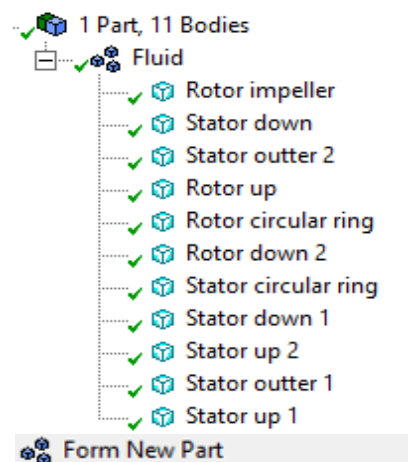 1 Part, 11 Bodies
Fluid
Rotor impeller
Stator down
Stator outter 2
Rotor up
Rotor circular ring
Rotor down 2
Stator circular ring
Stator down 1
Stator up 2
Stator outter 1
Stator up 1
Form New Part